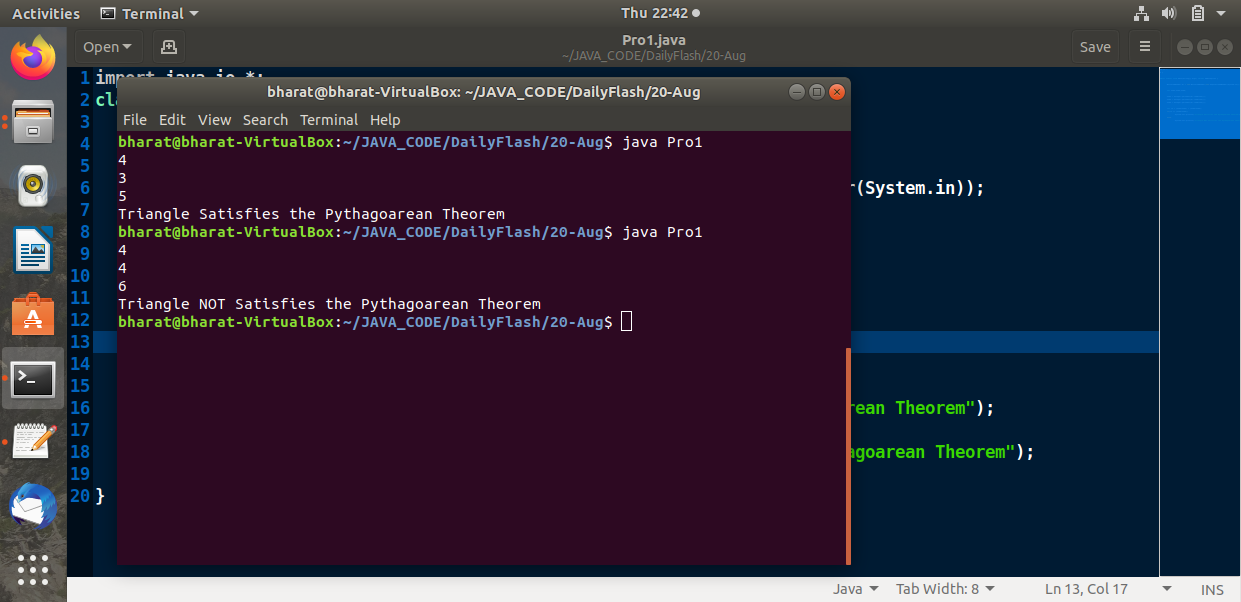 Activities Terminal Thu 22:42
Open Pro1.java Save
~/JAVA_CODE/DailyFlash/20-Aug
1 import java.io.*;
2 cl
3
4
5
6 r(System.in));
7
8
9
10
11
12
13
14
15
16 rean Theorem");
17
18 agoarean Theorem");
19
20 }
bharat@bharat-VirtualBox: ~/JAVA_CODE/DailyFlash/20-Aug
File Edit View Search Terminal Help
bharat@bharat-VirtualBox:~/JAVA_CODE/DailyFlash/20-Aug$ java Pro1
4
3
5
Triangle Satisfies the Pythagoarean Theorem
bharat@bharat-VirtualBox:~/JAVA_CODE/DailyFlash/20-Aug$ java Pro1
4
4
6
Triangle NOT Satisfies the Pythagoarean Theorem
bharat@bharat-VirtualBox:~/JAVA_CODE/DailyFlash/20-Aug$
Java Tab Width: 8 Ln 13, Col 17 INS